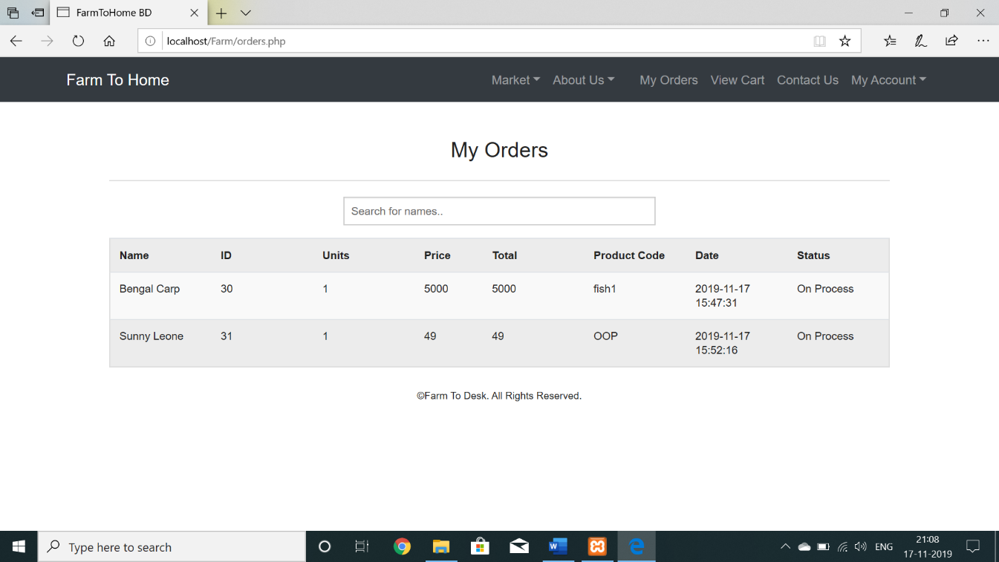 FarmToHome BD
localhost/Farm/orders.php
Farm To Home
Market About Us My Orders View Cart Contact Us My Account
My Orders
Search for names..
Name ID Units Price Total Product Code Date Status
Bengal Carp 30 1 5000 5000 fish1 2019-11-17 On Process
15:47:31
Sunny Leone 31 1 49 49 OOP 2019-11-17 On Process
15:52:16
©Farm To Desk. All Rights Reserved.
Type here to search
ENG
21:08
17-11-2019